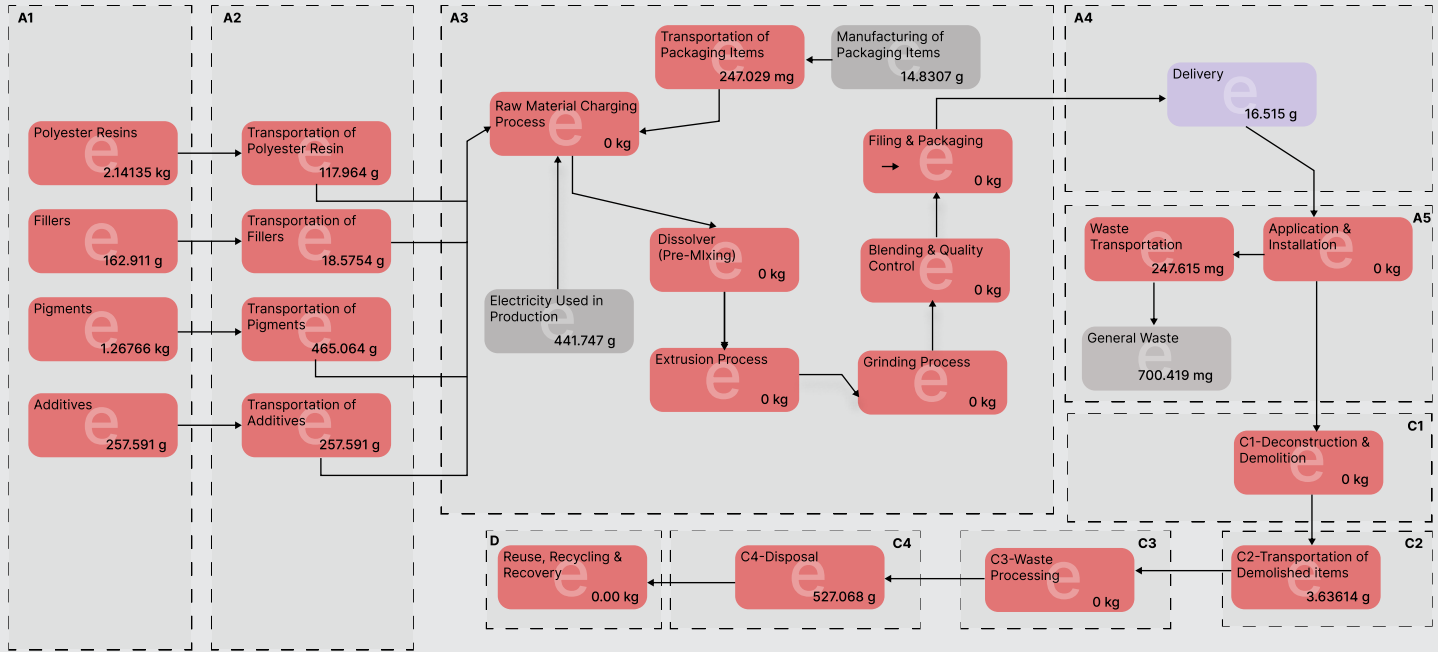 A1
Polyester Resins
2.14135 kg
Fillers
162.911 g
Pigments
1.26766 kg
Additives
257.591 g
A2
Transportation of
Polyester Resin
117.964 g
Transportation of
Fillers
18.5754 g
Transportation of
Pigments
465.064 g
Transportation of
Additives
257.591 g
A3
Transportation of
Packaging Items
247.029 mg
Manufacturing of
Packaging Items
14.8307 g
Raw Material Charging
Process
0 kg
Filing & Packaging
0 kg
Dissolver
(Pre-MIxing)
0 kg
Blending & Quality
Control
0 kg
Electricity Used in
Production
441.747 g
Extrusion Process
0 kg
Grinding Process
0 kg
A4
Delivery
16.515 g
A5
Waste
Transportation
247.615 mg
Application &
Installation
0 kg
General Waste
700.419 mg
C1
C1-Deconstruction &
Demolition
0 kg
C2
C2-Transportation of
Demolished items
3.63614 g
C3
C3-Waste
Processing
0 kg
C4
C4-Disposal
527.068 g
D
Reuse, Recycling &
Recovery
0.00 kg